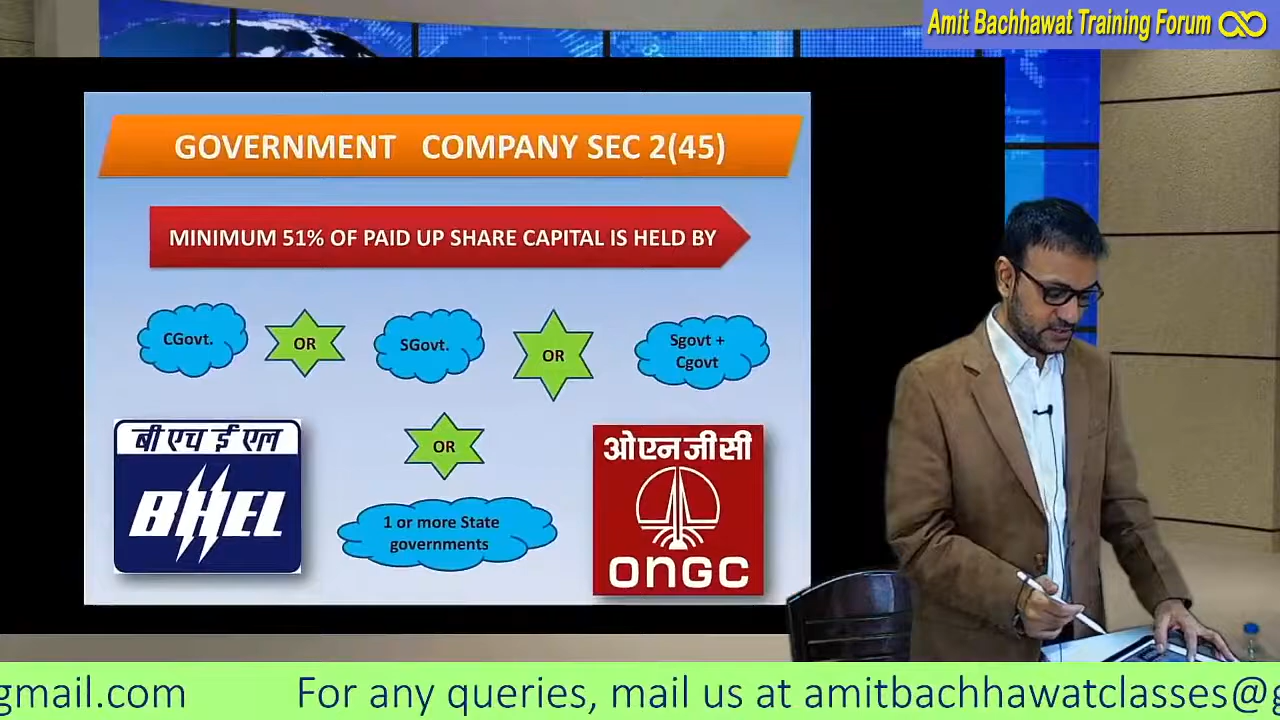 Amit Bachhawat Training Forum
GOVERNMENT COMPANY SEC 2(45)
MINIMUM 51% OF PAID UP SHARE CAPITAL IS HELD BY
CGovt.
OR
SGovt.
OR
Sgovt +
Cgovt
बी एच ई एल
BHEL
OR
1 or more State
governments
ओ एन जी सी
ONGC
gmail.com For any queries, mail us at amitbachhawatclasses@g